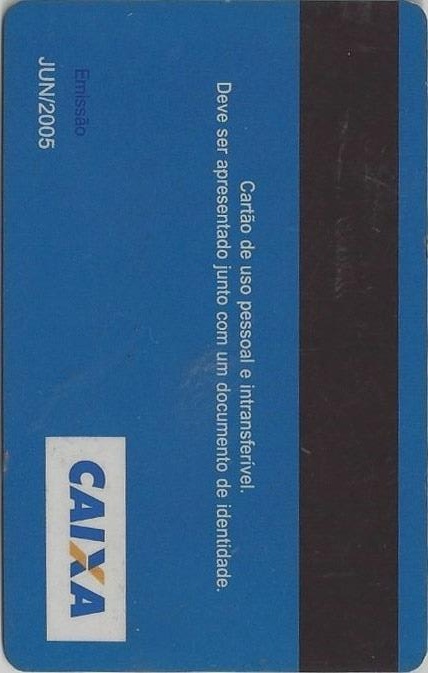 Cartão de uso pessoal e intransferível.
Deve ser apresentado junto com um documento de identidade.
Emissão
JUN/2005
CAIXA